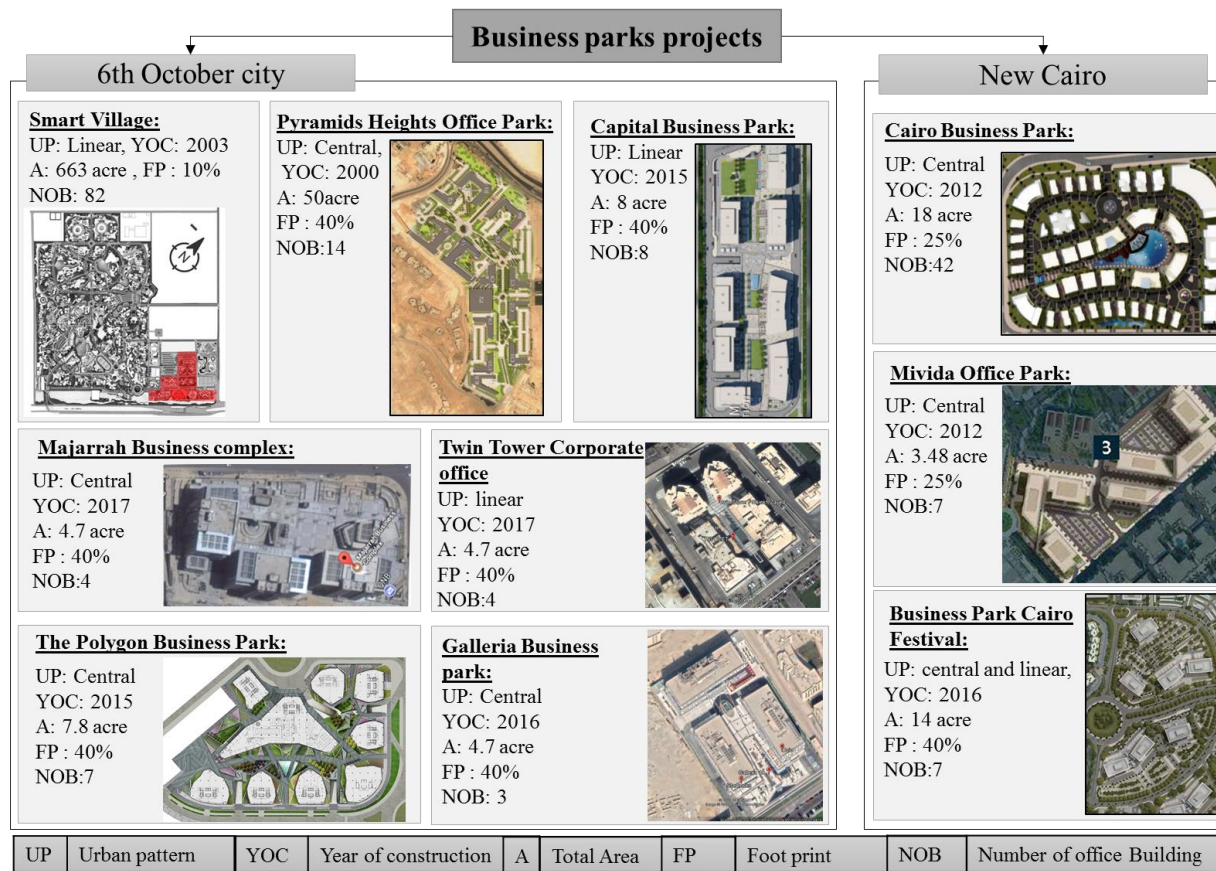 Business parks projects
6th October city
Smart Village:
UP: Linear, YOC: 2003
A: 663 acre , FP : 10%
NOB: 82
N
Pyramids Heights Office Park:
UP: Central,
YOC: 2000
A: 50acre
FP : 40%
NOB:14
Capital Business Park:
UP: Linear
YOC: 2015
A: 8 acre
FP : 40%
NOB:8
Majarrah Business complex:
UP: Central
YOC: 2017
A: 4.7 acre
FP : 40%
NOB:4
Twin Tower Corporate
office
UP: linear
YOC: 2017
A: 4.7 acre
FP : 40%
NOB:4
The Polygon Business Park:
UP: Central
YOC: 2015
A: 7.8 acre
FP : 40%
NOB:7
Galleria Business
park:
UP: Central
YOC: 2016
A: 4.7 acre
FP : 40%
NOB: 3
New Cairo
Cairo Business Park:
UP: Central
YOC: 2012
A: 18 acre
FP : 25%
NOB:42
Mivida Office Park:
UP: Central
YOC: 2012
A: 3.48 acre
FP : 25%
NOB:7
3
Business Park Cairo
Festival:
UP: central and linear,
YOC: 2016
A: 14 acre
FP : 40%
NOB:7
UP Urban pattern YOC Year of construction A Total Area FP Foot print NOB Number of office Building